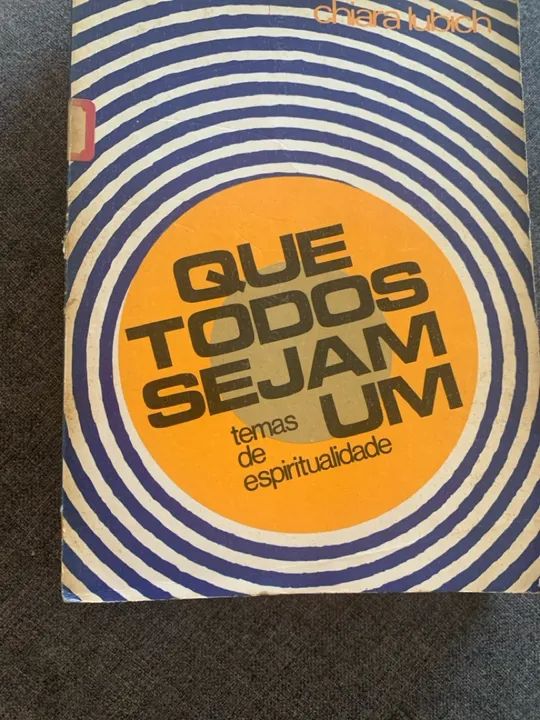 chiara lubich
QUE
TODOS
SEJAM
UM
temas
de
espiritualidade